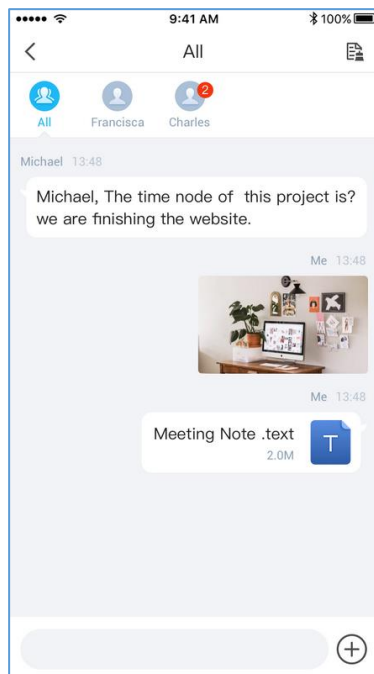 9:41 AM
100%
All
2
All
Francisca
Charles
Michael 13:48
Michael, The time node of this project is?
we are finishing the website.
Me 13:48
Me 13:48
Meeting Note .text
T
2.0M